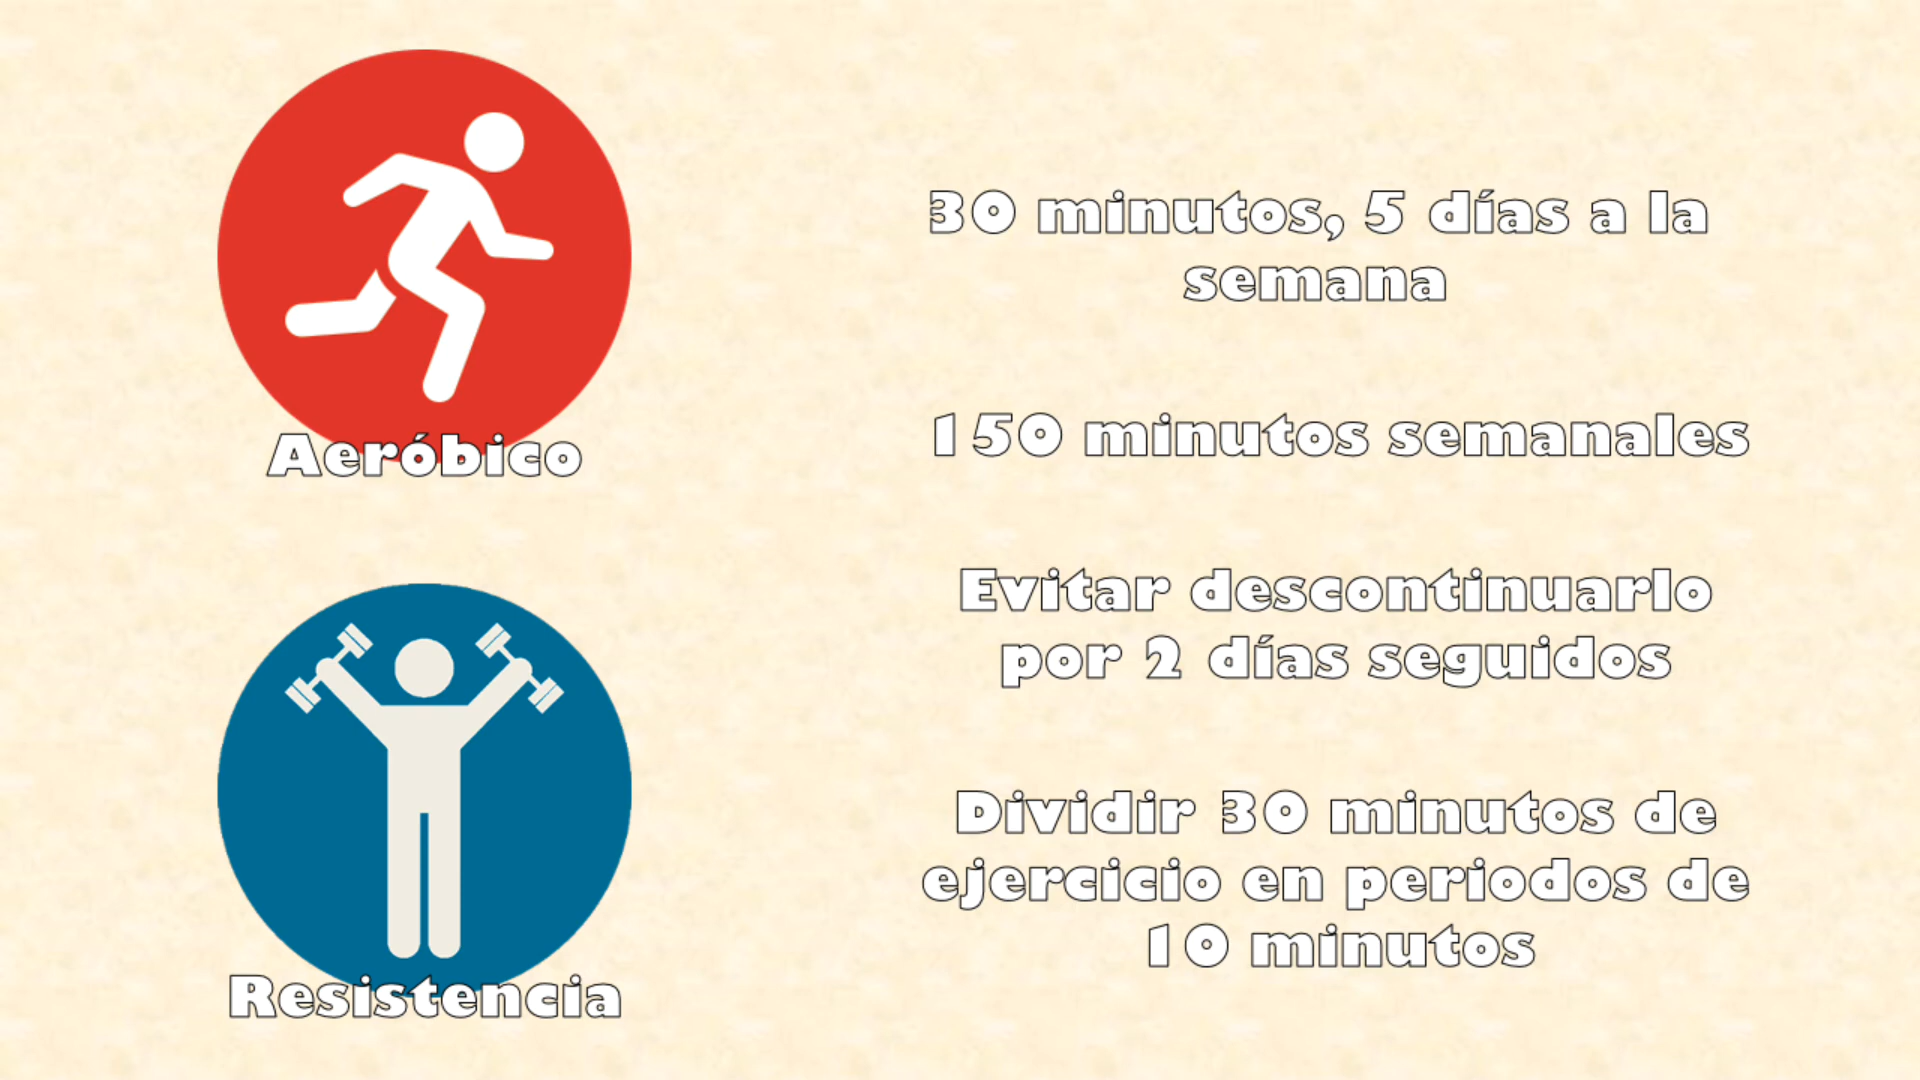 Aeróbico
Resistencia
30 minutos, 5 días a la
semana
150 minutos semanales
Evitar descontinuarlo
por 2 días seguidos
Dividir 30 minutos de
ejercicio en periodos de
10 minutos